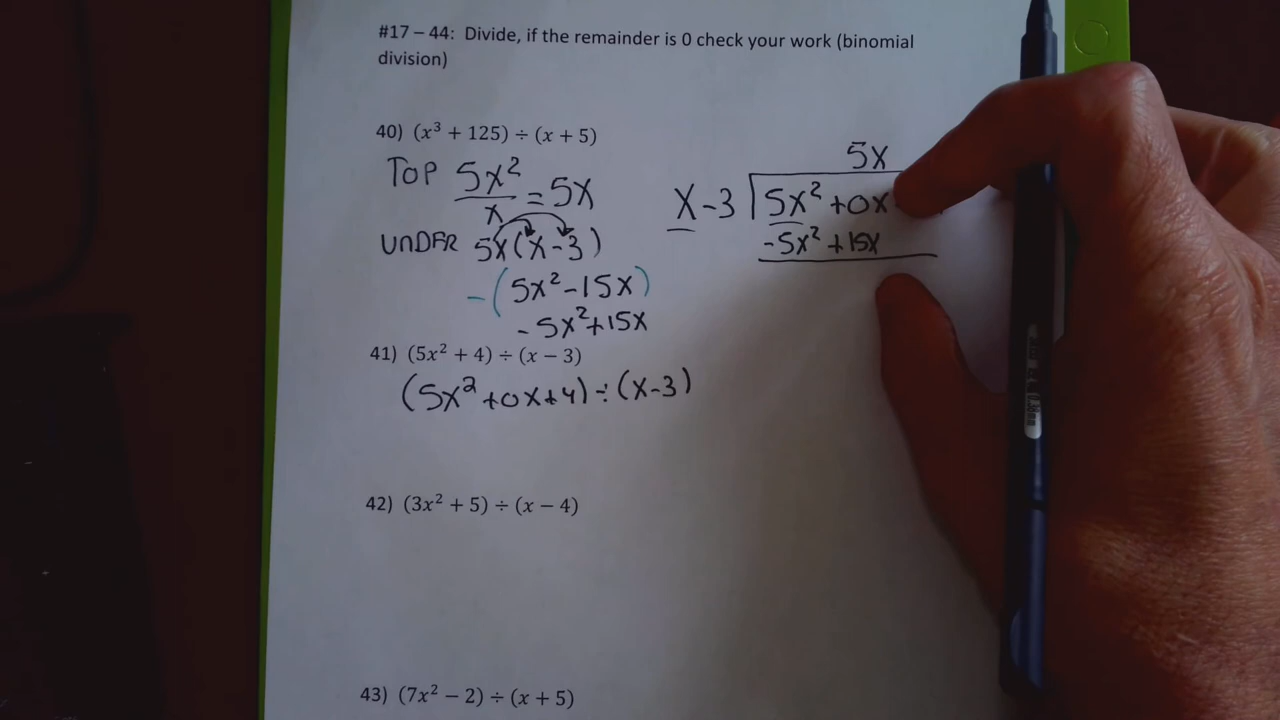 #17 – 44: Divide, if the remainder is 0 check your work (binomial
division)
40) (x³ + 125) ÷ (x + 5)
TOP 5x²/x = 5x
UNDER 5x(x-3)
-(5x²-15x)
-5x²+15x
5x
x-3 5x²+0x
-5x²+15x
41) (5x² + 4) ÷ (x − 3)
(5x²+0x+4)÷(x-3)
42) (3x² + 5) ÷ (x − 4)
43) (7x² − 2) ÷ (x + 5)